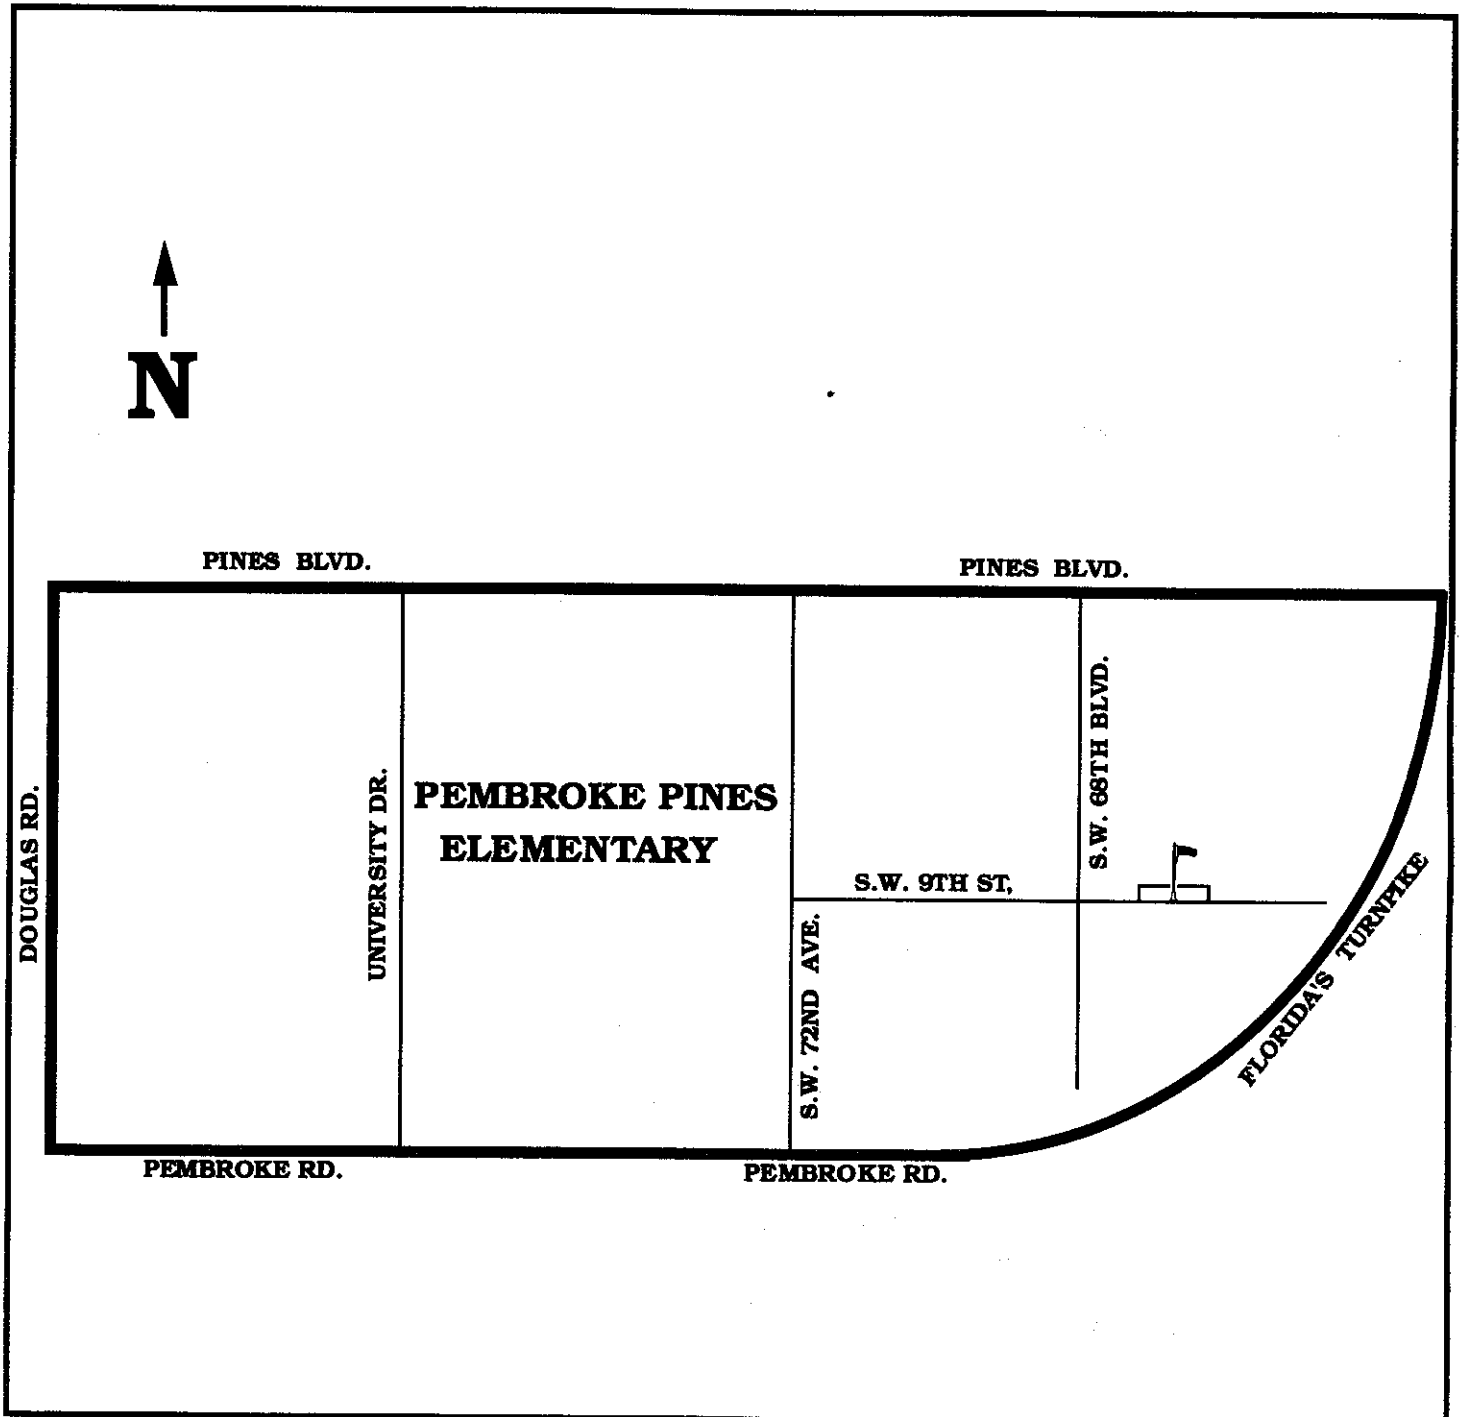 N
PINES BLVD.
PINES BLVD.
DOUGLAS RD.
UNIVERSITY DR.
PEMBROKE PINES
ELEMENTARY
S.W. 68TH BLVD.
S.W. 9TH ST,
S.W. 72ND AVE.
FLORIDA'S TURNPIKE
PEMBROKE RD.
PEMBROKE RD.